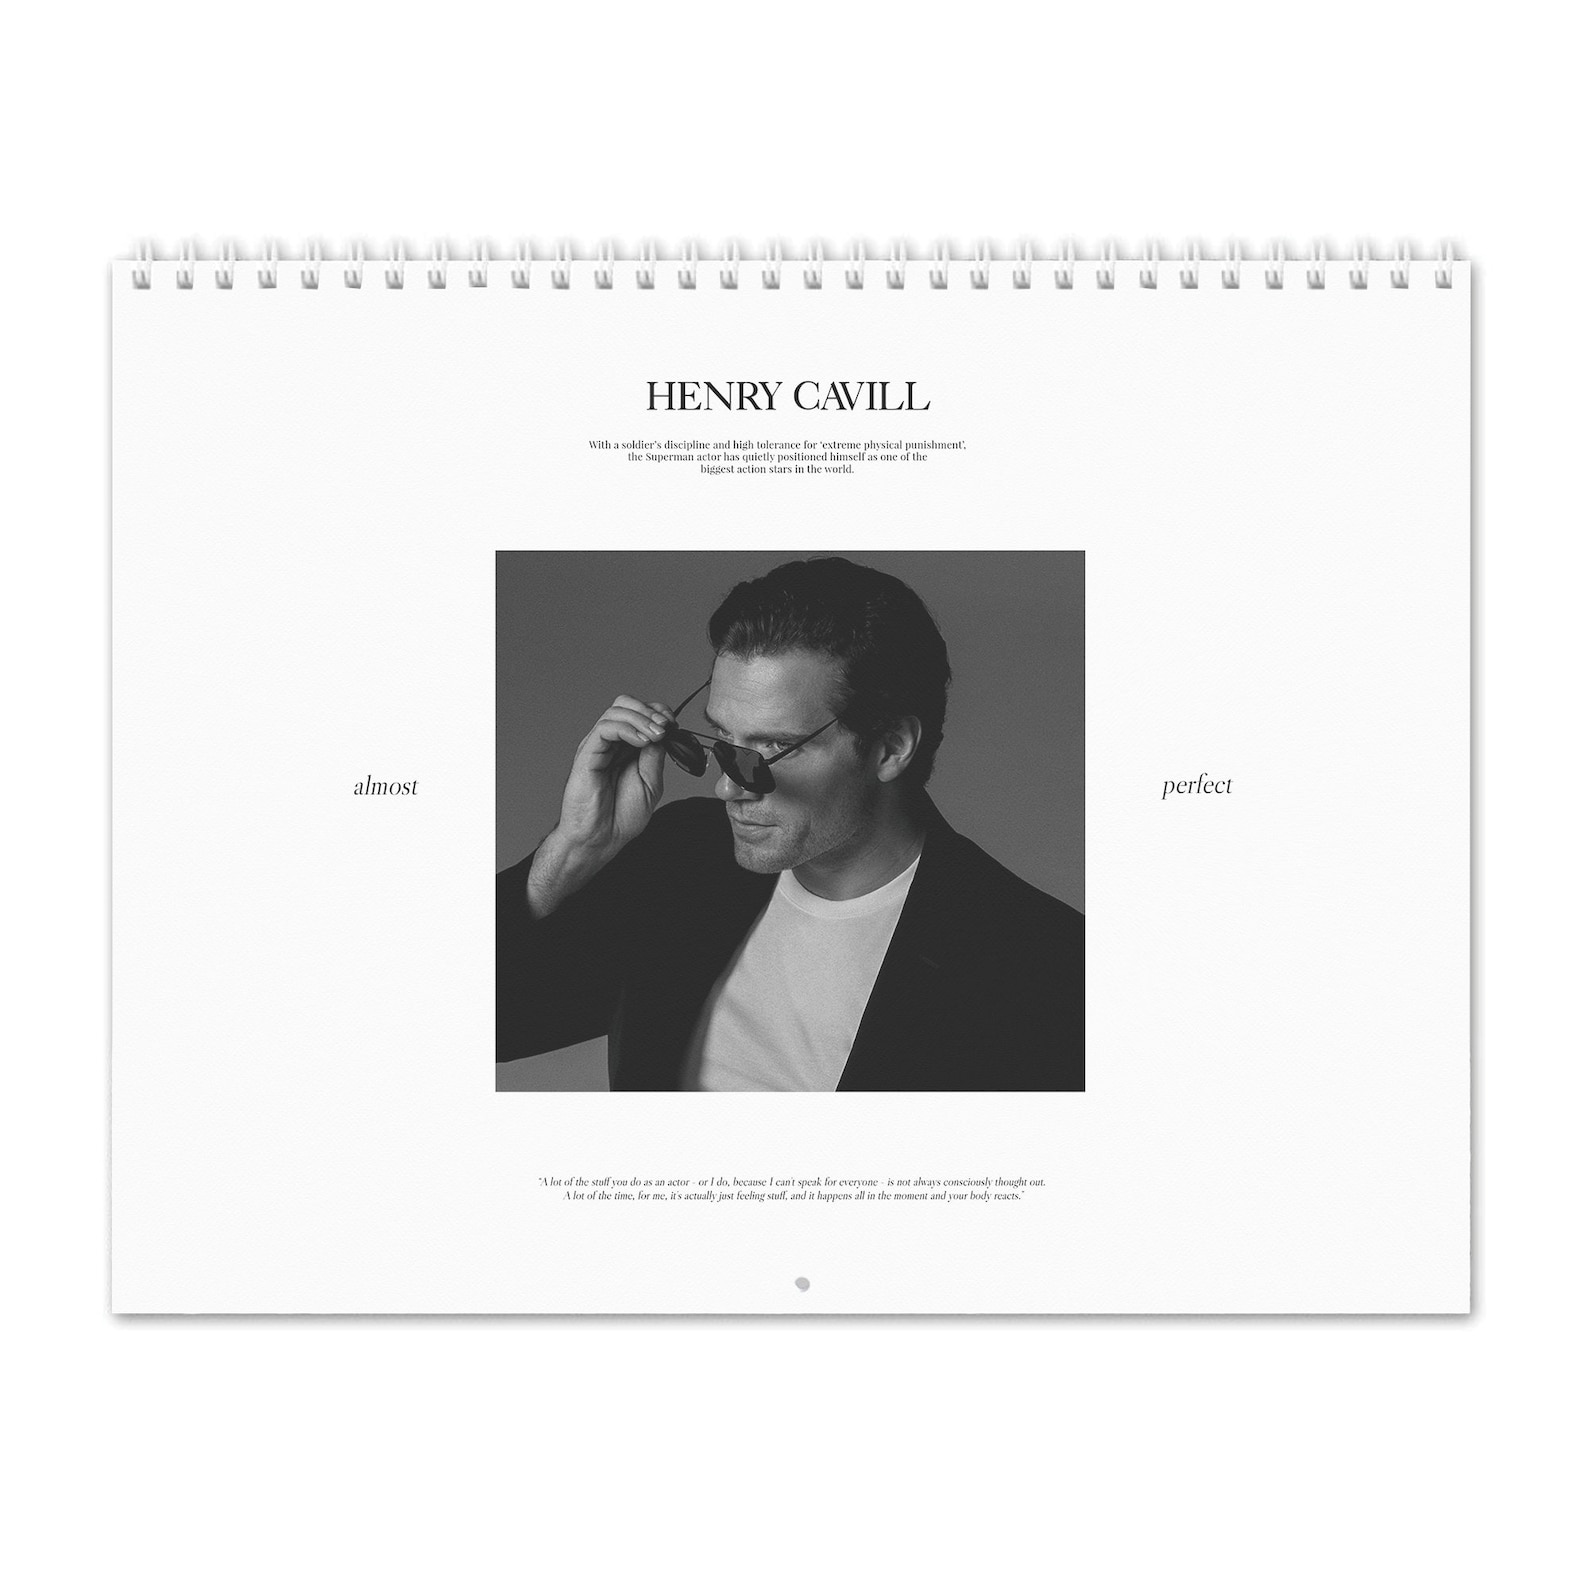 HENRY CAVILL
With a soldier's discipline and high tolerance for 'extreme physical punishment',
the Superman actor has quietly positioned himself as one of the
biggest action stars in the world.
almost
perfect
"A lot of the stuff you do as an actor - or I do, because I can't speak for everyone - is not always consciously thought out.
A lot of the time, for me, it's actually just feeling stuff, and it happens all in the moment and your body reacts."